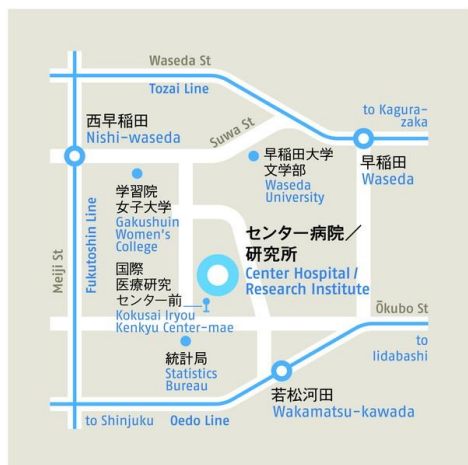 Waseda St
Tozai Line
to Kagura-
zaka
西早稲田
Nishi-waseda
Suwa St
早稲田大学
文学部
Waseda
University
早稲田
Waseda
学習院
女子大学
Gakushuin
Women's
College
Meiji St
Fukutoshin Line
センター病院／
研究所
Center Hospital /
Research Institute
国際
医療研究
センター前
Kokusai Iryou
Kenkyu Center-mae
Ōkubo St
to
Iidabashi
統計局
Statistics
Bureau
若松河田
Wakamatsu-kawada
to Shinjuku
Oedo Line